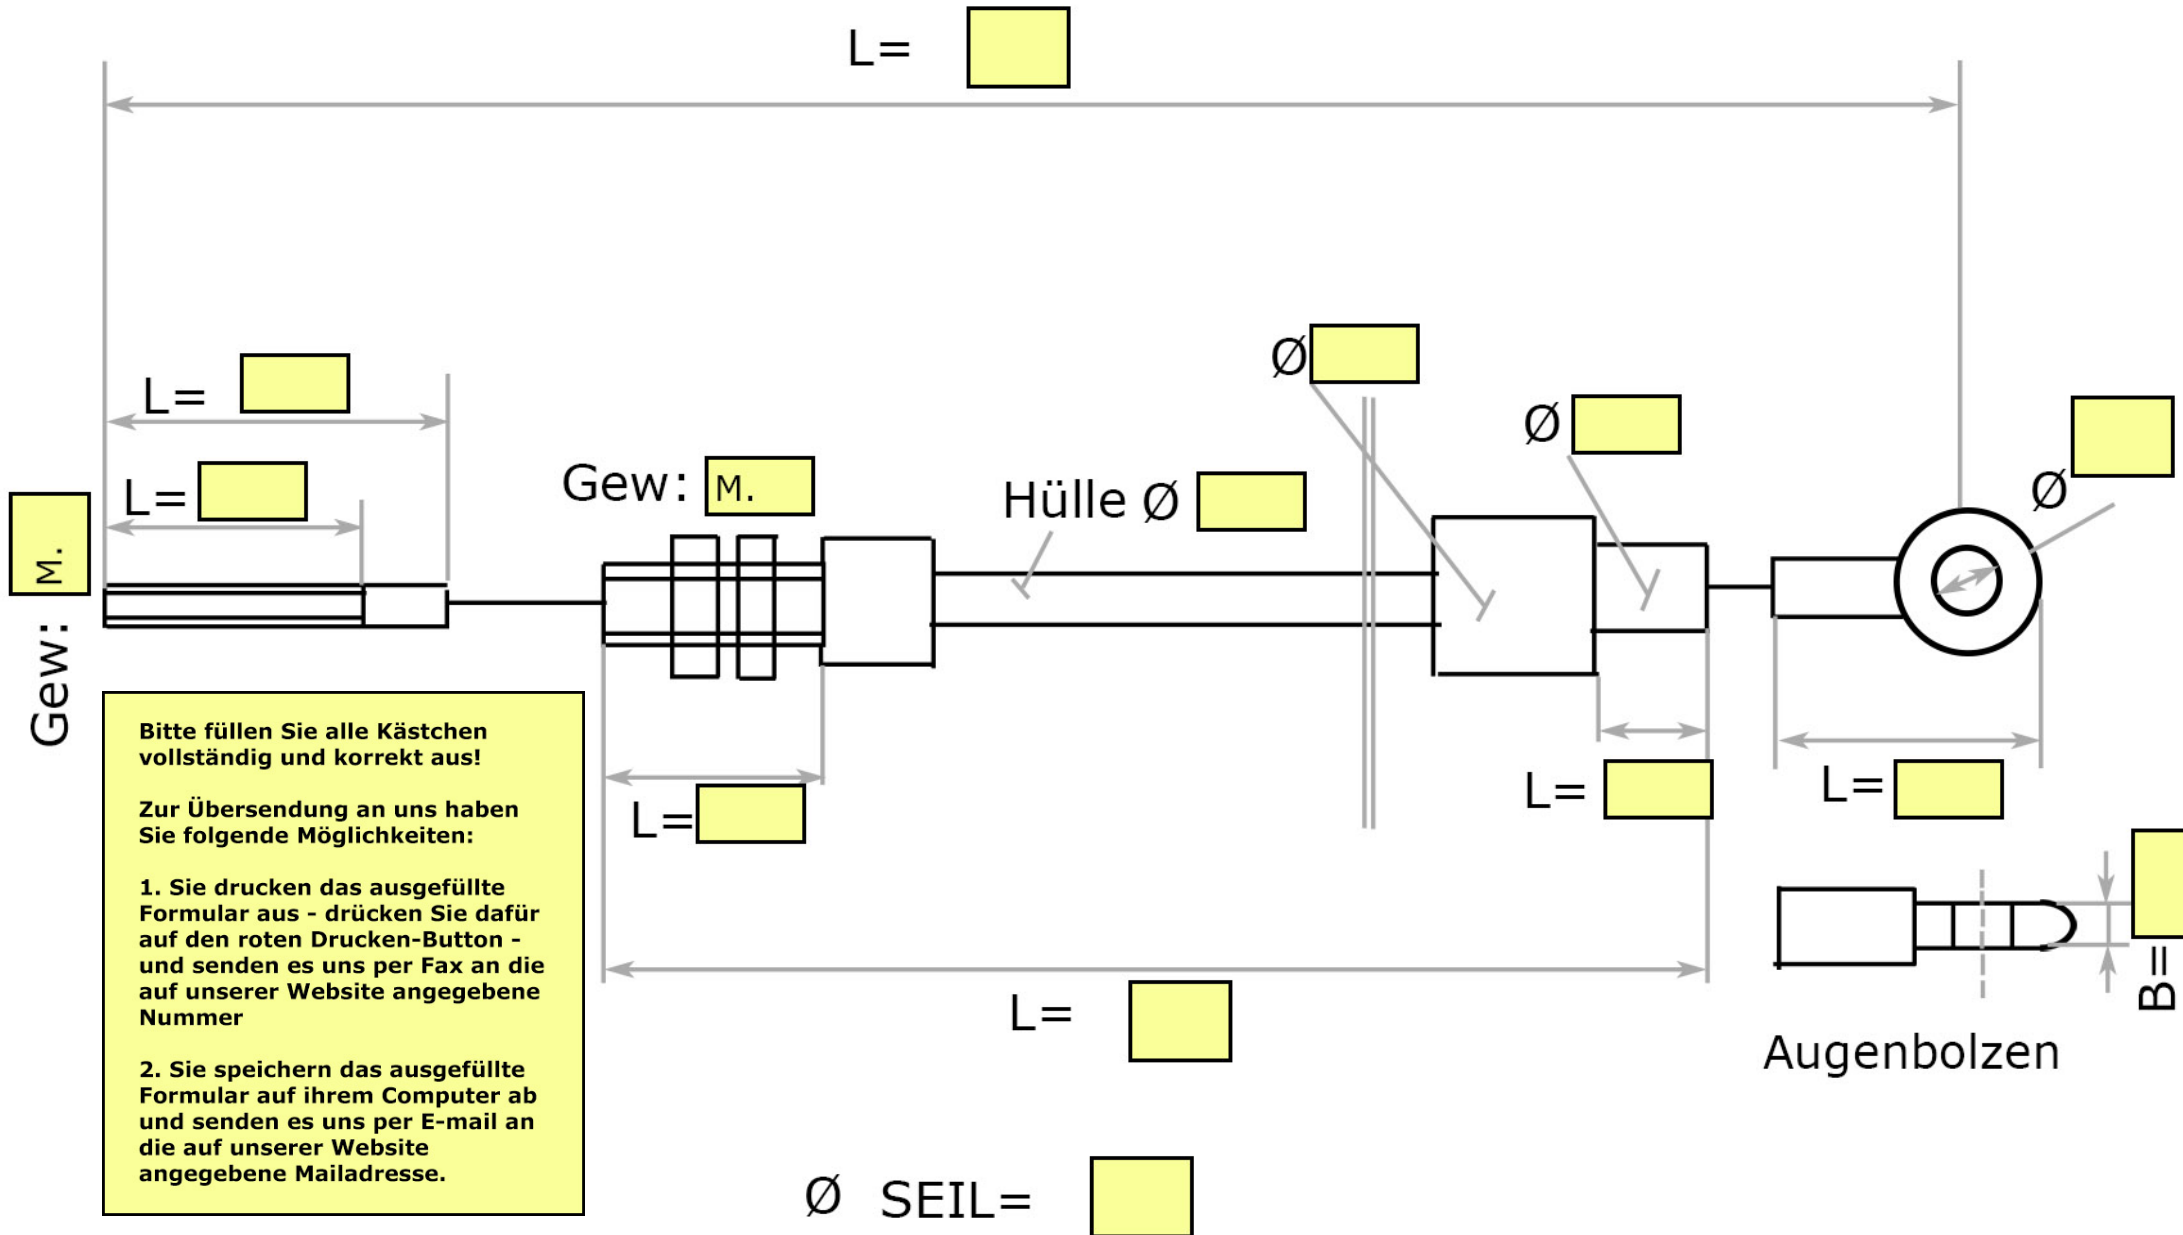 L=
Ø
L=
Ø
L=
Gew: M.
Hülle Ø
Ø
Gew: M.
L=
L=
L=
B=
L=
Augenbolzen
Ø SEIL=
Bitte füllen Sie alle Kästchen
vollständig und korrekt aus!
Zur Übersendung an uns haben
Sie folgende Möglichkeiten:
1. Sie drucken das ausgefüllte
Formular aus - drücken Sie dafür
auf den roten Drucken-Button -
und senden es uns per Fax an die
auf unserer Website angegebene
Nummer
2. Sie speichern das ausgefüllte
Formular auf ihrem Computer ab
und senden es uns per E-mail an
die auf unserer Website
angegebene Mailadresse.